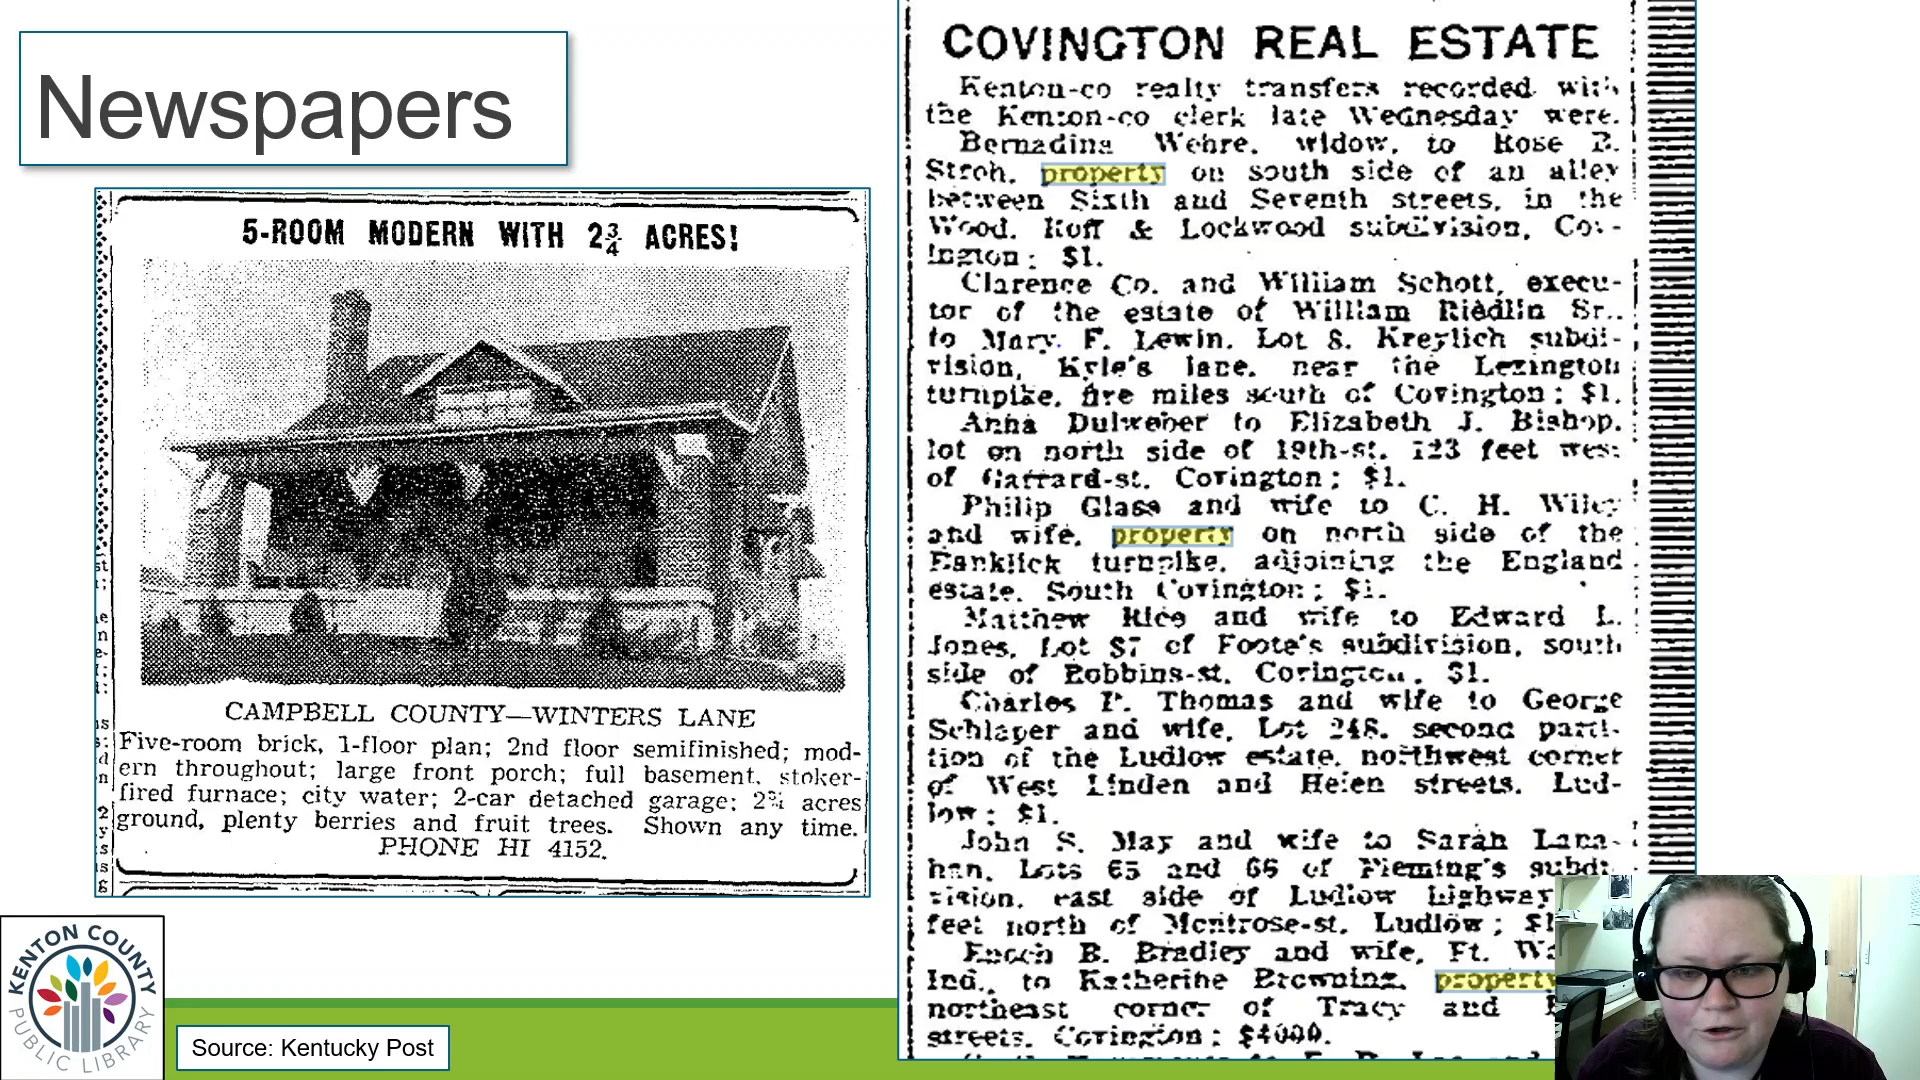 Newspapers
5-ROOM MODERN WITH 2¾ ACRES!
CAMPBELL COUNTY—WINTERS LANE
Five-room brick, 1-floor plan; 2nd floor semifinished; mod-
ern throughout; large front porch; full basement, stoker-
fired furnace; city water; 2-car detached garage; 2¾ acres
ground, plenty berries and fruit trees. Shown any time.
PHONE HI 4152.
COVINGTON REAL ESTATE
Kenton-co realty transfers recorded with
the Kenton-co clerk late Wednesday were.
Bernadina Wehre, widow, to Rose
Stroh, property on south side of an alley
between Sixth and Seventh streets, in the
Wood, Roff & Lockwood subdivision, Cov-
ington; $1.
Clarence Co. and William Schott, execu-
tor of the estate of William Riedlin Sr.,
to Mary F. Lewin, Lot 8, subdi-
vision, Kyle's lane, near the Lexington
turnpike, five miles south of Covington; $1.
Anna Dulweber to Elizabeth J. Bishop,
lot on north side of 19th-st, 123 feet west
of Garrard-st, Covington; $1.
Philip Glass and wife to C. H. Wiley
and wife, property on north side of the
Banklick turnpike, adjoining the England
estate, South Covington; $1.
Matthew Rice and wife to Edward L.
Jones, Lot of Foote's subdivision, south
side of Robbins-st, Covington, $1.
Charles P. Thomas and wife to George
Schlaper and wife, Lot 248, second parti-
tion of the Ludlow estate, northwest corner
of West Linden and Helen streets, Lud-
low; $1.
John S. May and wife to Sarah Lana-
han, Lots 65 and 66 of Fleming's subdi-
vision, east side of Ludlow highway
feet north of Montrose-st, Ludlow; $1
Enoch B. Bradley and wife, Ft.
Ind., to Katherine Browning, property
northeast corner of Tracy and
streets, Covington; $4000.
KENTON COUNTY
PUBLIC LIBRARY
Source: Kentucky Post